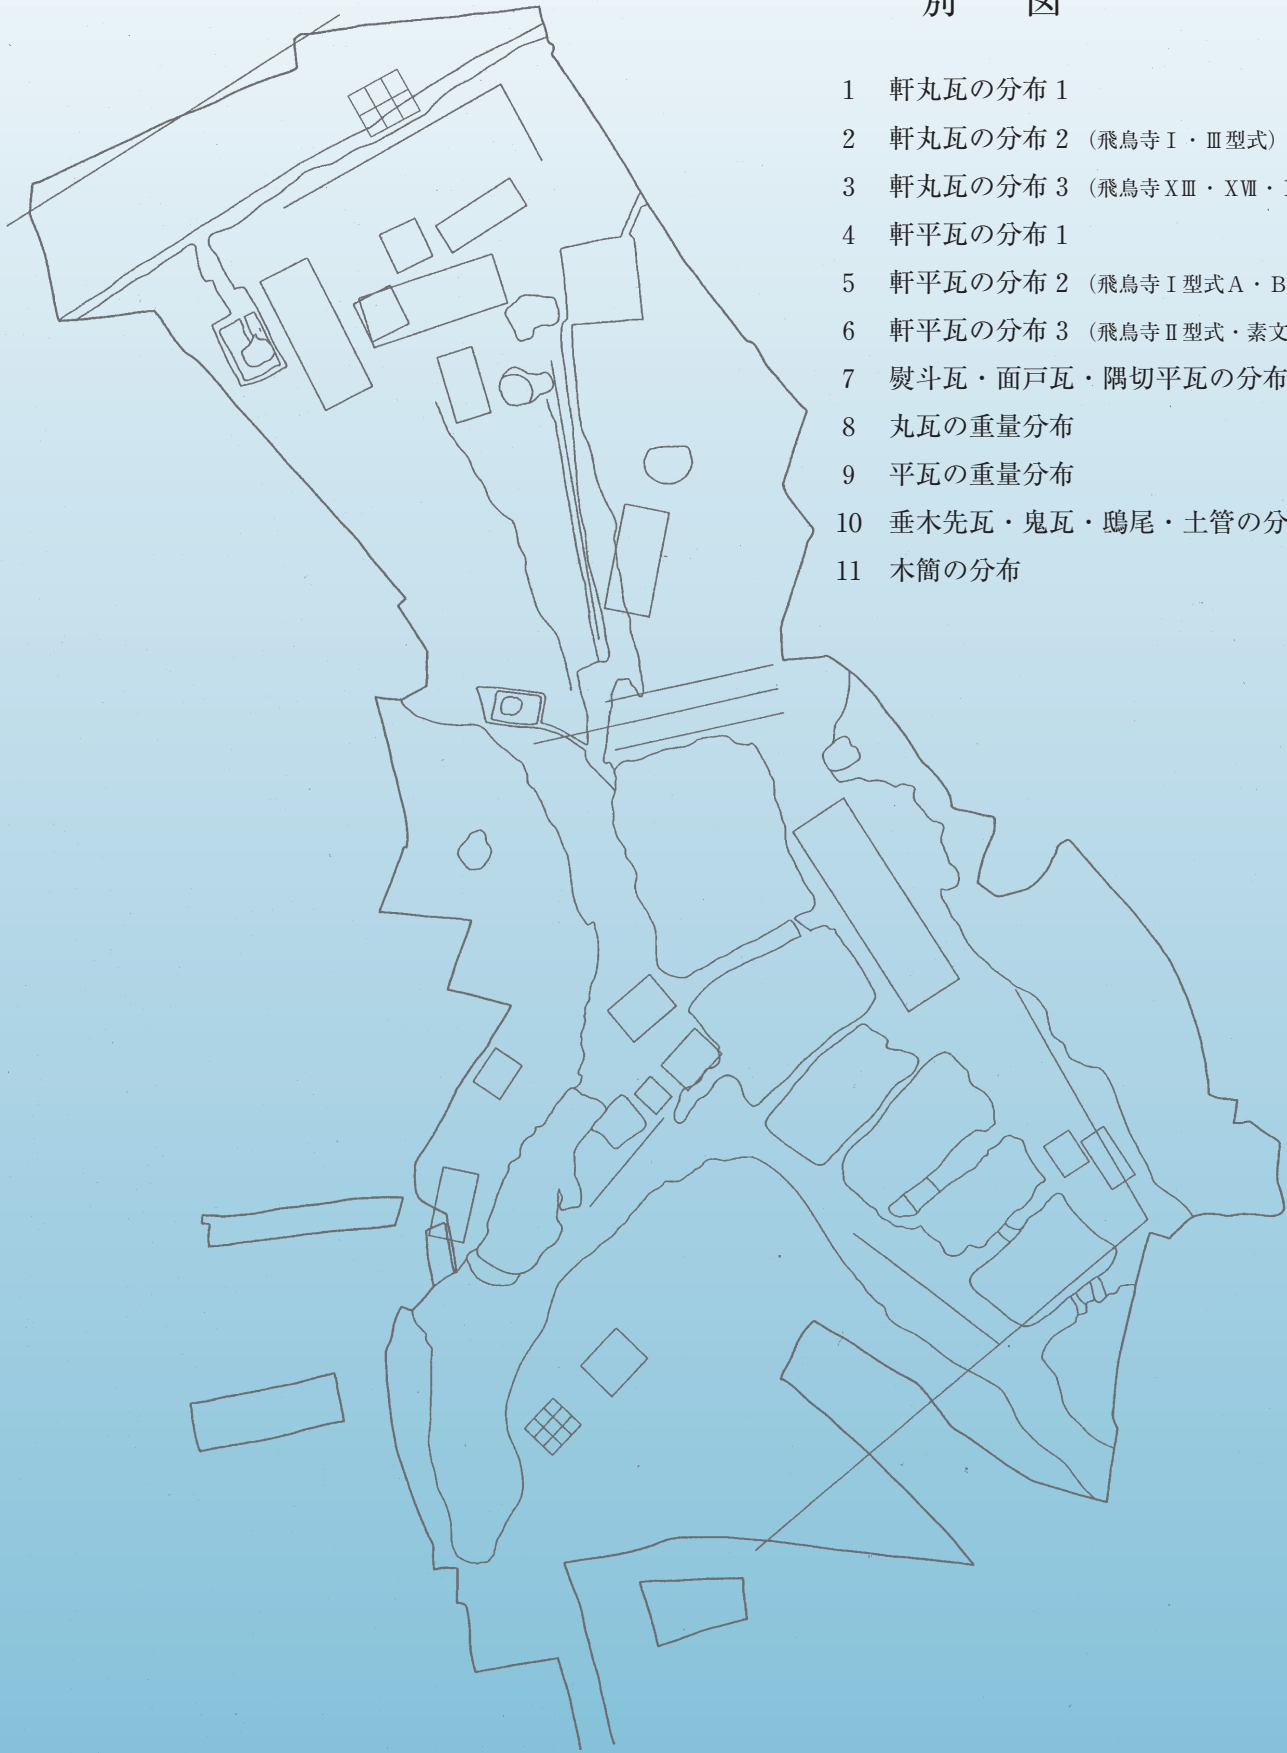 別 図
1 軒丸瓦の分布1
2 軒丸瓦の分布2 (飛鳥寺Ⅰ・Ⅲ型式)
3 軒丸瓦の分布3 (飛鳥寺ⅩⅢ・ⅩⅦ・
4 軒平瓦の分布1
5 軒平瓦の分布2 (飛鳥寺Ⅰ型式A・B
6 軒平瓦の分布3 (飛鳥寺Ⅱ型式・素文
7 熨斗瓦・面戸瓦・隅切平瓦の分布
8 丸瓦の重量分布
9 平瓦の重量分布
10 垂木先瓦・鬼瓦・鴟尾・土管の分
11 木簡の分布